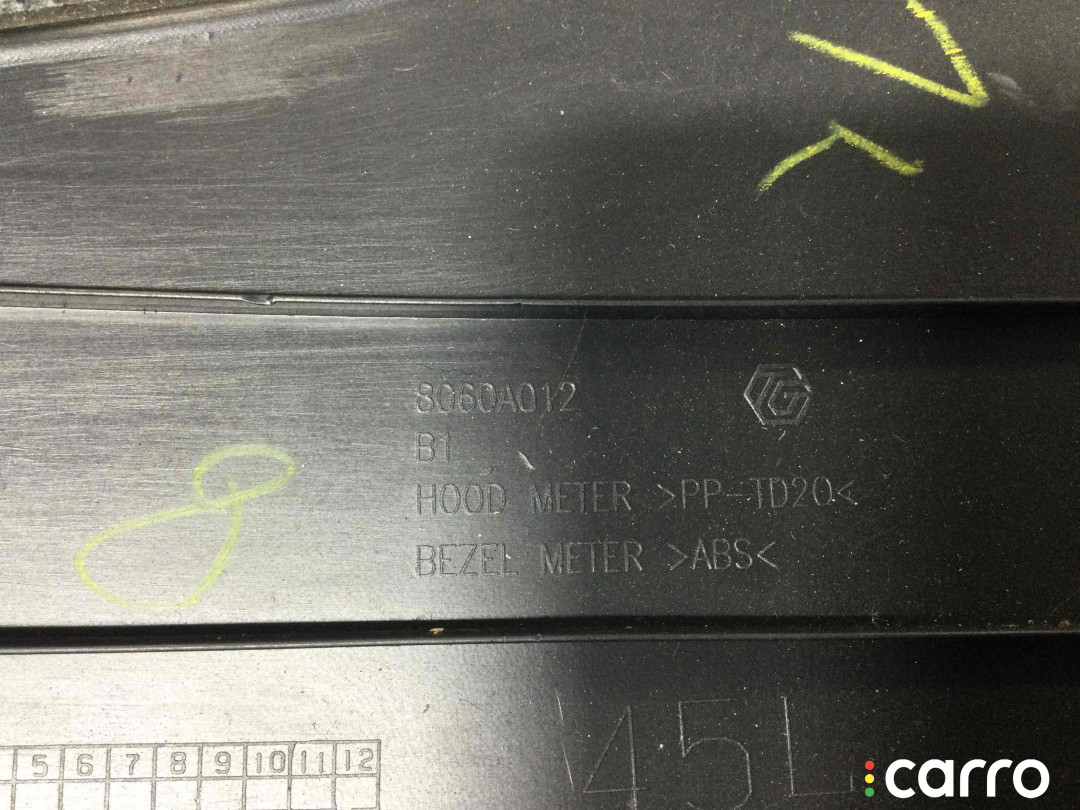 8060A012
TG
B1
HOOD METER >PP-TD20<
BEZEL METER >ABS<
45L
5 6 7 8 9 10 11 12
carro